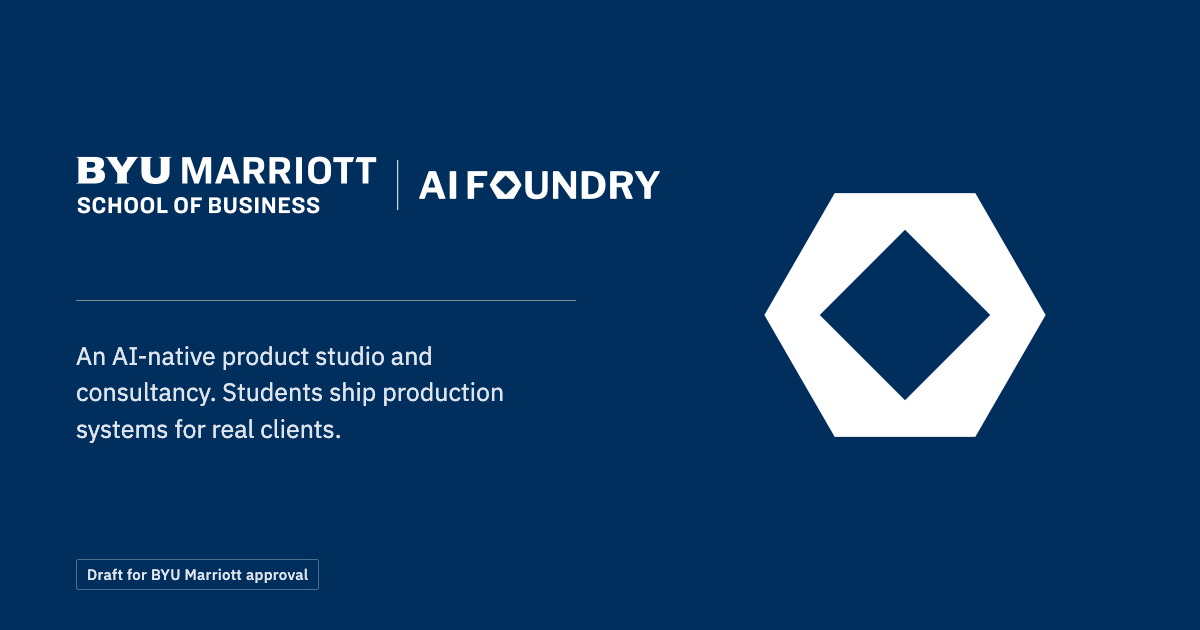 BYU MARRIOTT
SCHOOL OF BUSINESS
AI FOUNDRY
An AI-native product studio and
consultancy. Students ship production
systems for real clients.
Draft for BYU Marriott approval